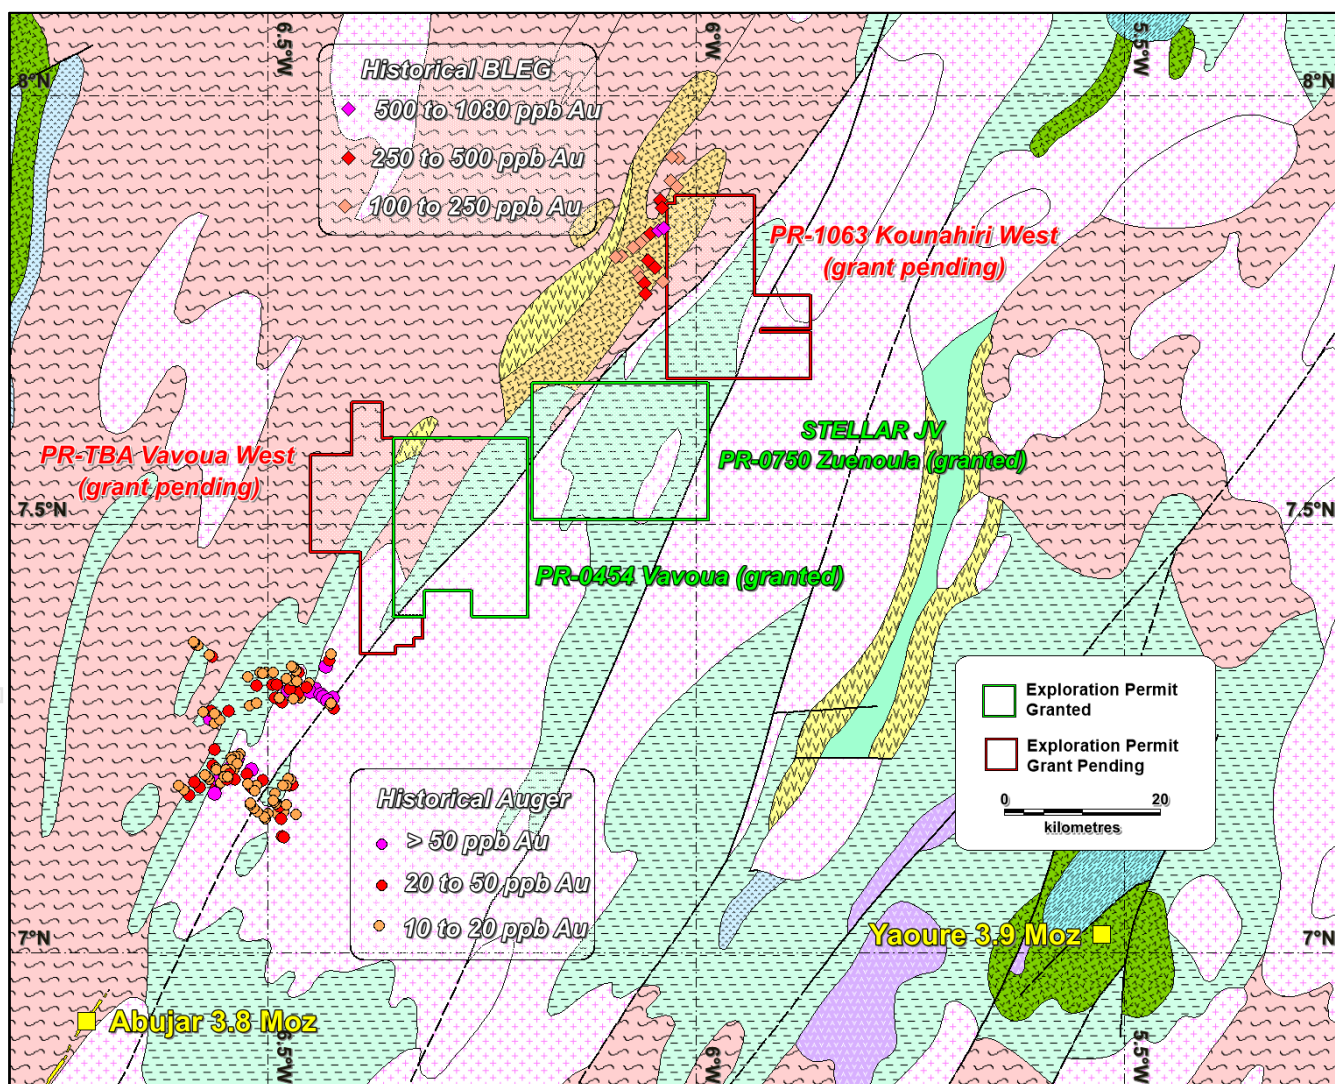 6.5°W
6°W
5.5°W
8°N
8°N
Historical BLEG
500 to 1080 ppb Au
250 to 500 ppb Au
100 to 250 ppb Au
PR-1063 Kounahiri West
(grant pending)
STELLAR JV
PR-0750 Zuenoula (granted)
PR-TBA Vavoua West
(grant pending)
7.5°N
7.5°N
PR-0454 Vavoua (granted)
Exploration Permit
Granted
Exploration Permit
Grant Pending
0 20
kilometres
Historical Auger
> 50 ppb Au
20 to 50 ppb Au
10 to 20 ppb Au
7°N
Yaoure 3.9 Moz
7°N
Abujar 3.8 Moz
6.5°W
6°W
5.5°W